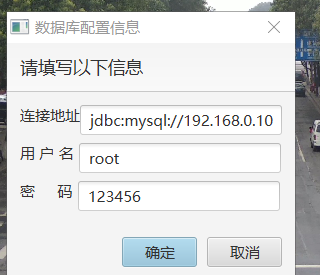 数据库配置信息
请填写以下信息
连接地址 jdbc:mysql://192.168.0.10
用 户 名 root
密 码 123456
确定 取消